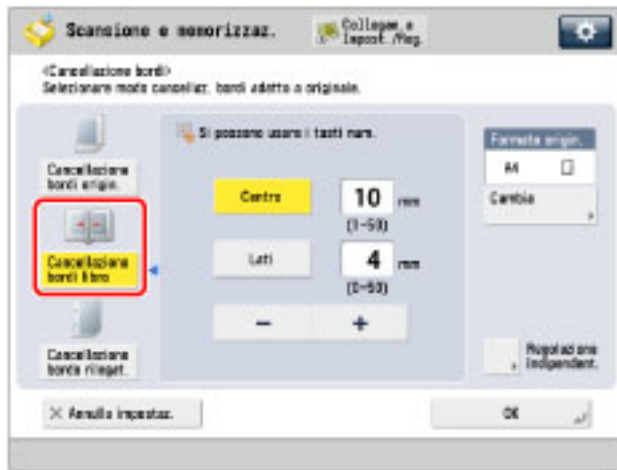 Scansione e memorizzaz.
Collegam. e
Impost./Reg.
<Cancellazione bordi>
Selezionare modo cancellaz. bordi adatto a originale.
Si possono usare i tasti num.
Formato origin.
A4
Cambia
Cancellazione
bordi origin.
Centro
10 mm
(1-50)
Cancellazione
bordi libro
Lati
4 mm
(0-50)
- +
Cancellazione
bordo rilegat.
Regolazione
indipendent.
Annulla impostaz.
OK